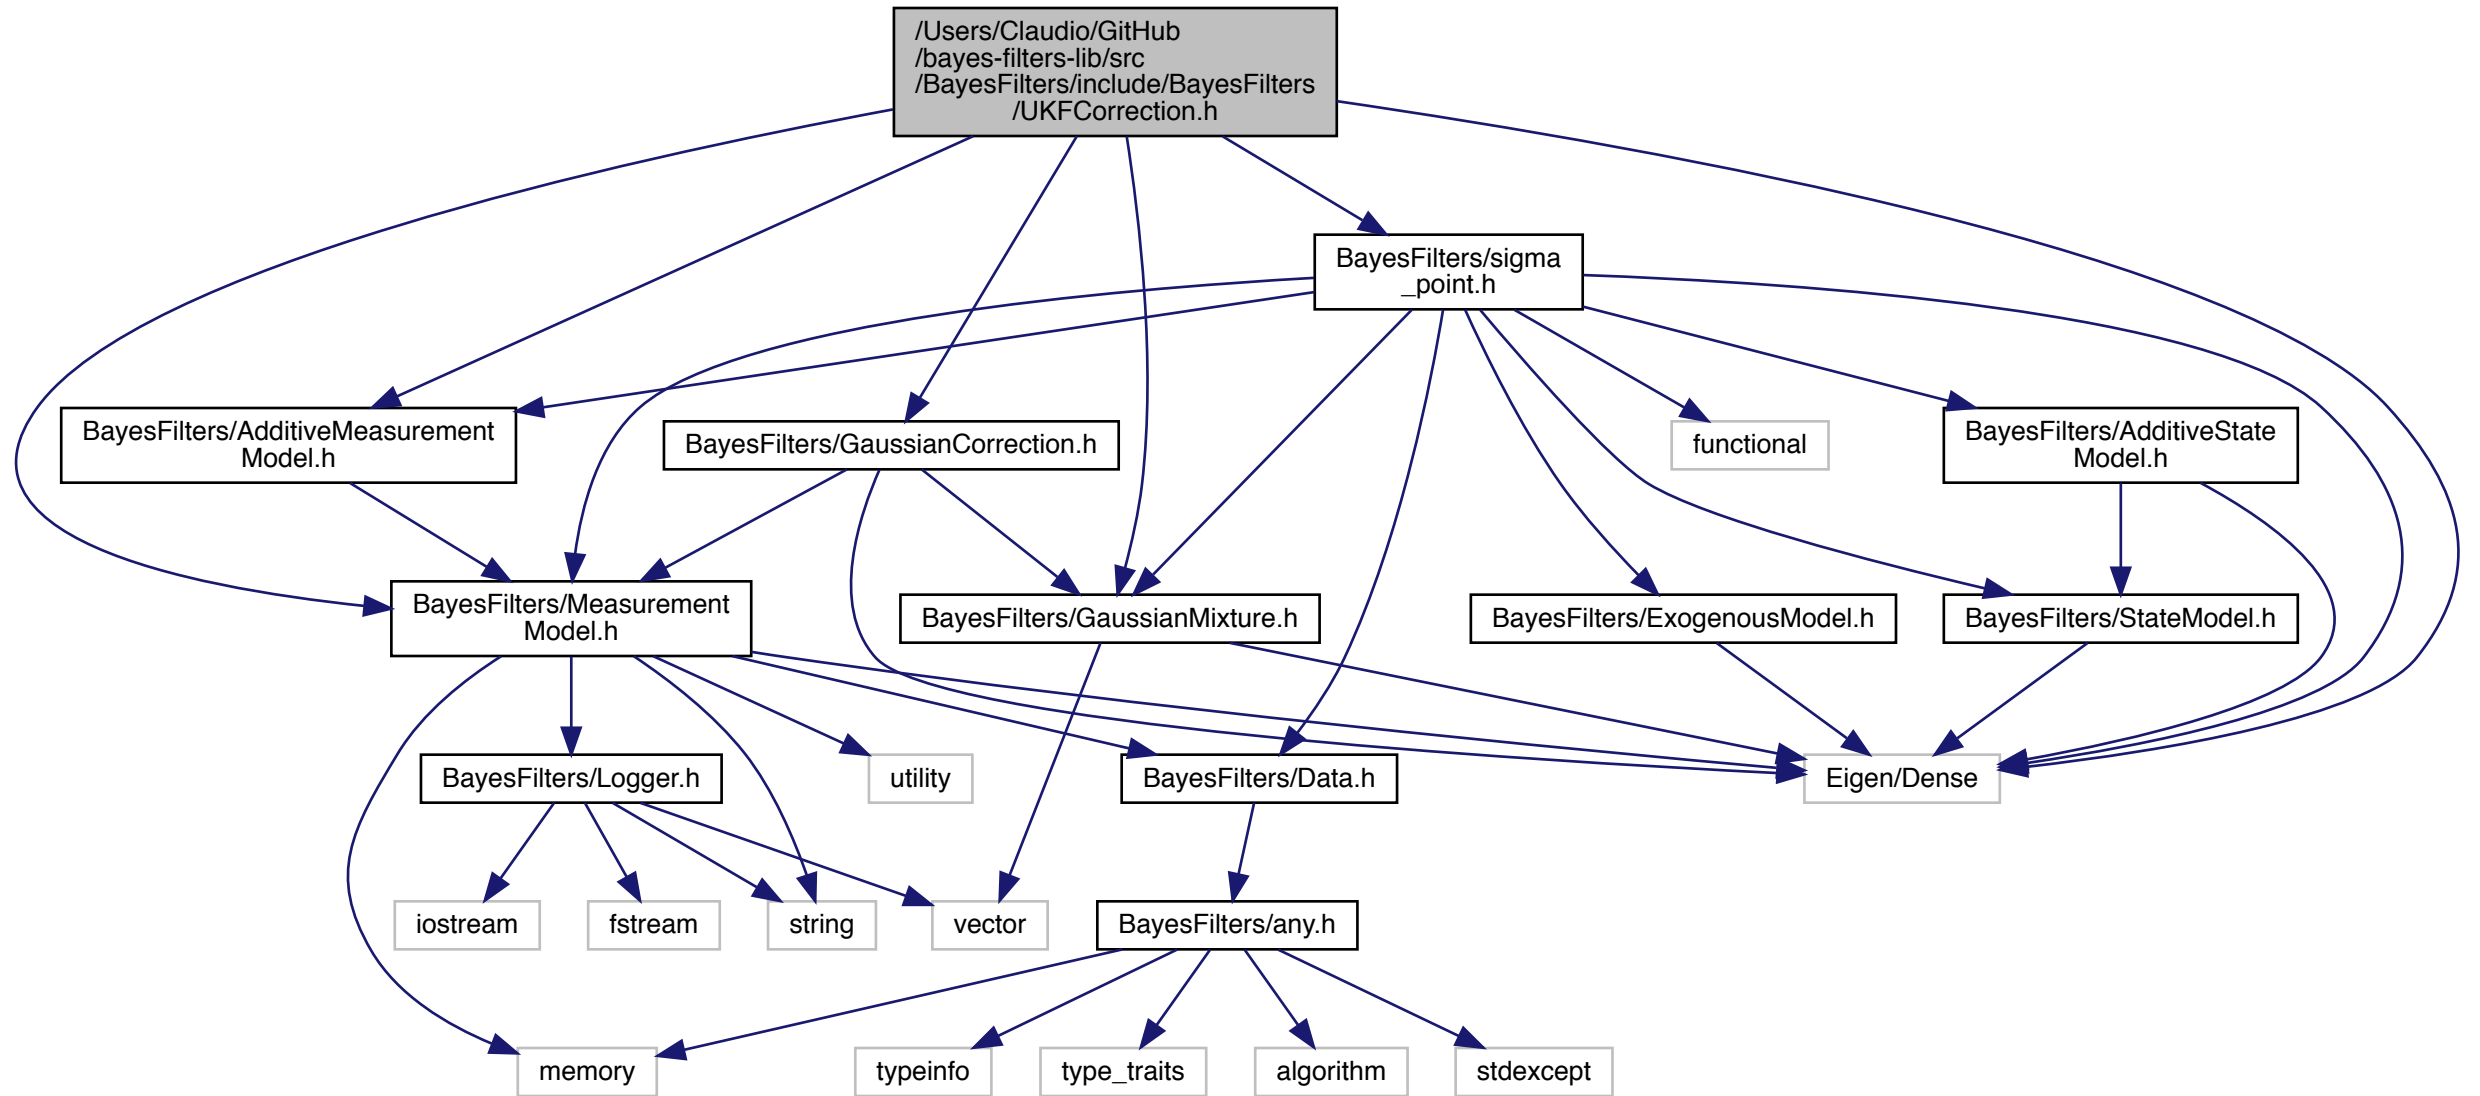 /Users/Claudio/GitHub
/bayes-filters-lib/src
/BayesFilters/include/BayesFilters
/UKFCorrection.h
BayesFilters/sigma
_point.h
BayesFilters/AdditiveMeasurement
Model.h
BayesFilters/GaussianCorrection.h
functional
BayesFilters/AdditiveState
Model.h
BayesFilters/Measurement
Model.h
BayesFilters/GaussianMixture.h
BayesFilters/ExogenousModel.h
BayesFilters/StateModel.h
BayesFilters/Logger.h
utility
BayesFilters/Data.h
Eigen/Dense
iostream
fstream
string
vector
BayesFilters/any.h
memory
typeinfo
type_traits
algorithm
stdexcept